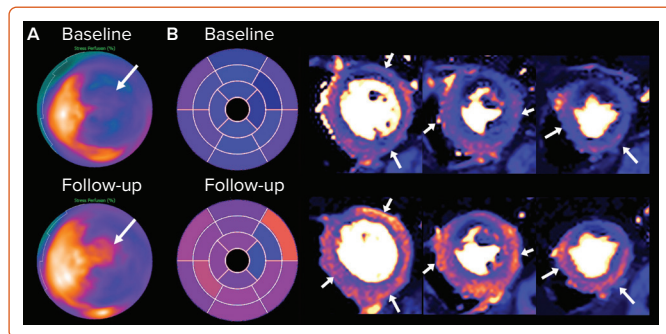 A Baseline B Baseline
Stress Perfusion (%)
Follow-up Follow-up
Stress Perfusion (%)